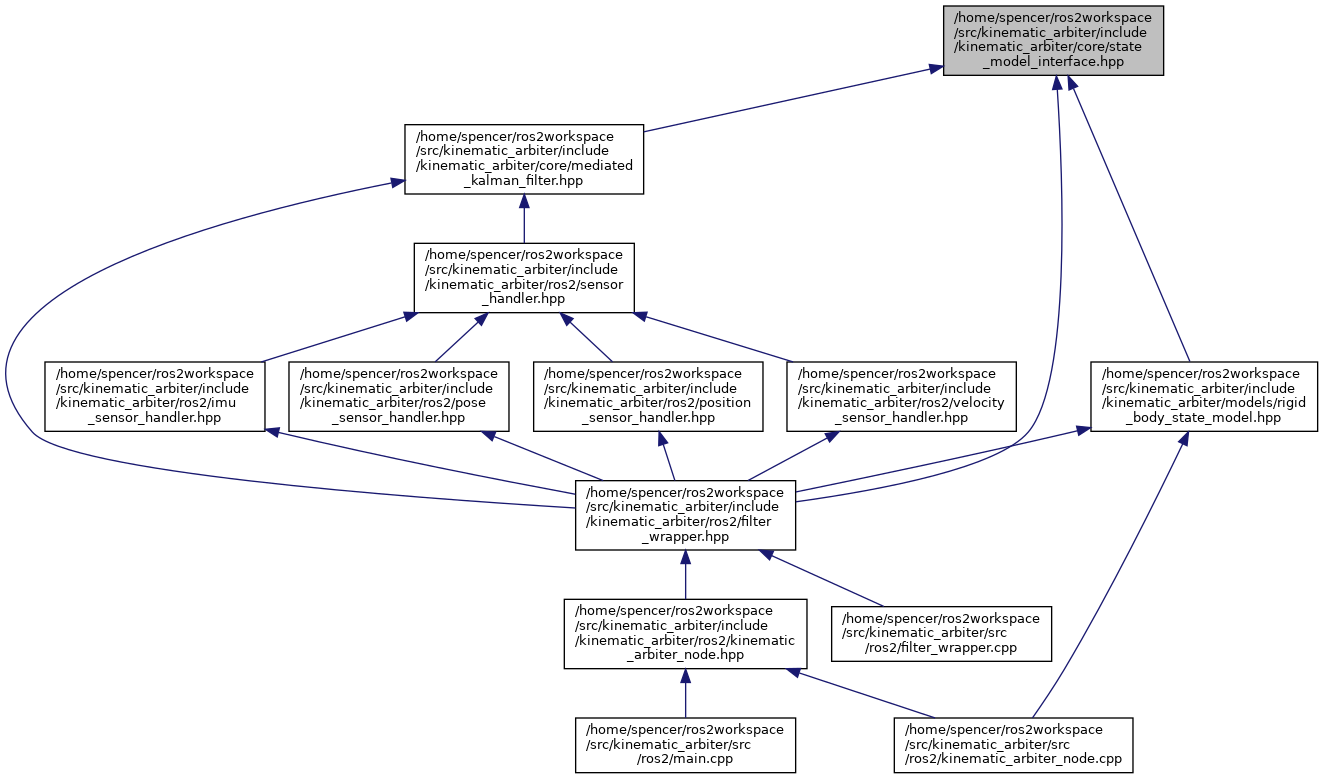 /home/spencer/ros2workspace
/src/kinematic_arbiter/include
/kinematic_arbiter/core/state
_model_interface.hpp
/home/spencer/ros2workspace
/src/kinematic_arbiter/include
/kinematic_arbiter/core/mediated
_kalman_filter.hpp
/home/spencer/ros2workspace
/src/kinematic_arbiter/include
/kinematic_arbiter/ros2/sensor
_handler.hpp
/home/spencer/ros2workspace
/src/kinematic_arbiter/include
/kinematic_arbiter/ros2/imu
_sensor_handler.hpp
/home/spencer/ros2workspace
/src/kinematic_arbiter/include
/kinematic_arbiter/ros2/pose
_sensor_handler.hpp
/home/spencer/ros2workspace
/src/kinematic_arbiter/include
/kinematic_arbiter/ros2/position
_sensor_handler.hpp
/home/spencer/ros2workspace
/src/kinematic_arbiter/include
/kinematic_arbiter/ros2/velocity
_sensor_handler.hpp
/home/spencer/ros2workspace
/src/kinematic_arbiter/include
/kinematic_arbiter/models/rigid
_body_state_model.hpp
/home/spencer/ros2workspace
/src/kinematic_arbiter/include
/kinematic_arbiter/ros2/filter
_wrapper.hpp
/home/spencer/ros2workspace
/src/kinematic_arbiter/include
/kinematic_arbiter/ros2/kinematic
_arbiter_node.hpp
/home/spencer/ros2workspace
/src/kinematic_arbiter/src
/ros2/filter_wrapper.cpp
/home/spencer/ros2workspace
/src/kinematic_arbiter/src
/ros2/main.cpp
/home/spencer/ros2workspace
/src/kinematic_arbiter/src
/ros2/kinematic_arbiter_node.cpp